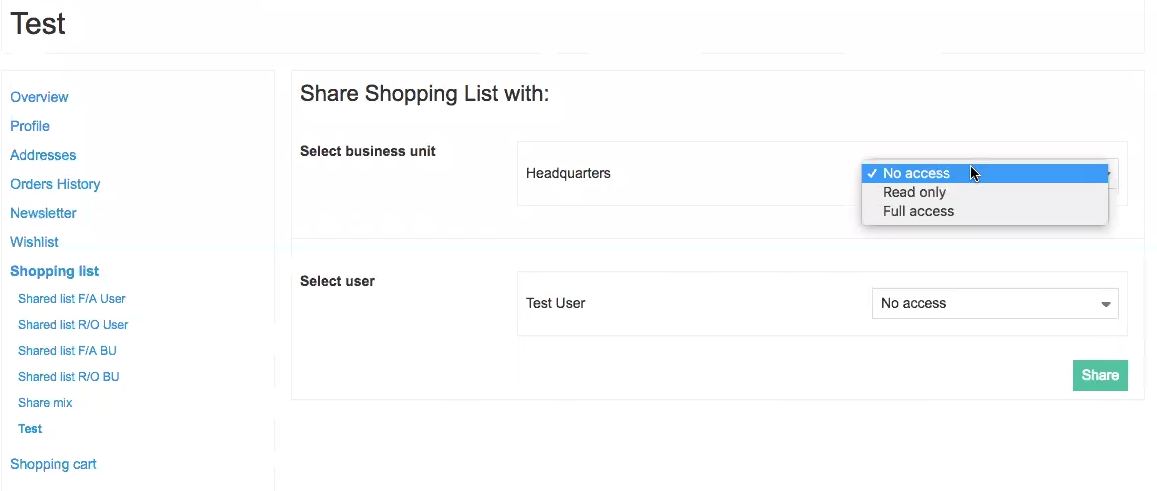 Test
Overview
Profile
Addresses
Orders History
Newsletter
Wishlist
Shopping list
Shared list F/A User
Shared list R/O User
Shared list F/A BU
Shared list R/O BU
Share mix
Test
Shopping cart
Share Shopping List with:
Select business unit
Headquarters
✓ No access
Read only
Full access
Select user
Test User
No access
Share